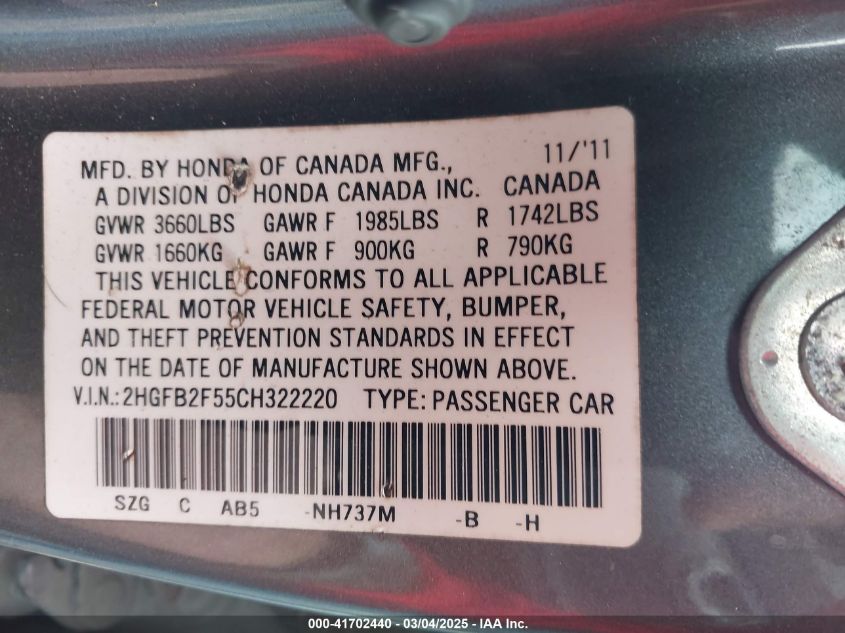 11/'11
MFD. BY HONDA OF CANADA MFG.,
A DIVISION OF HONDA CANADA INC. CANADA
GVWR 3660LBS GAWR F 1985LBS R 1742LBS
GVWR 1660KG GAWR F 900KG R 790KG
THIS VEHICLE CONFORMS TO ALL APPLICABLE
FEDERAL MOTOR VEHICLE SAFETY, BUMPER,
AND THEFT PREVENTION STANDARDS IN EFFECT
ON THE DATE OF MANUFACTURE SHOWN ABOVE.
V.I.N.:2HGFB2F55CH322220 TYPE: PASSENGER CAR
SZG C AB5 -NH737M -B -H
000-41702440 - 03/04/2025 - IAA Inc.